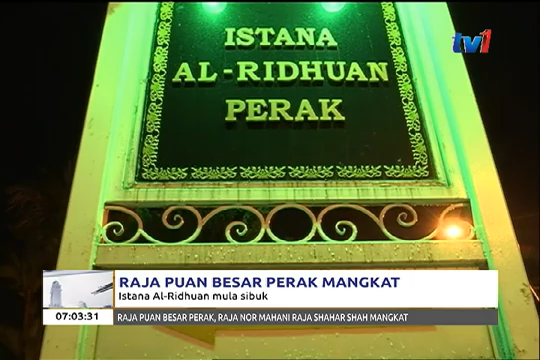 ISTANA
AL-RIDHUAN
PERAK
tv1
RAJA PUAN BESAR PERAK MANGKAT
Istana Al-Ridhuan mula sibuk
07:03:31
RAJA PUAN BESAR PERAK, RAJA NOR MAHANI RAJA SHAHAR SHAH MANGKAT